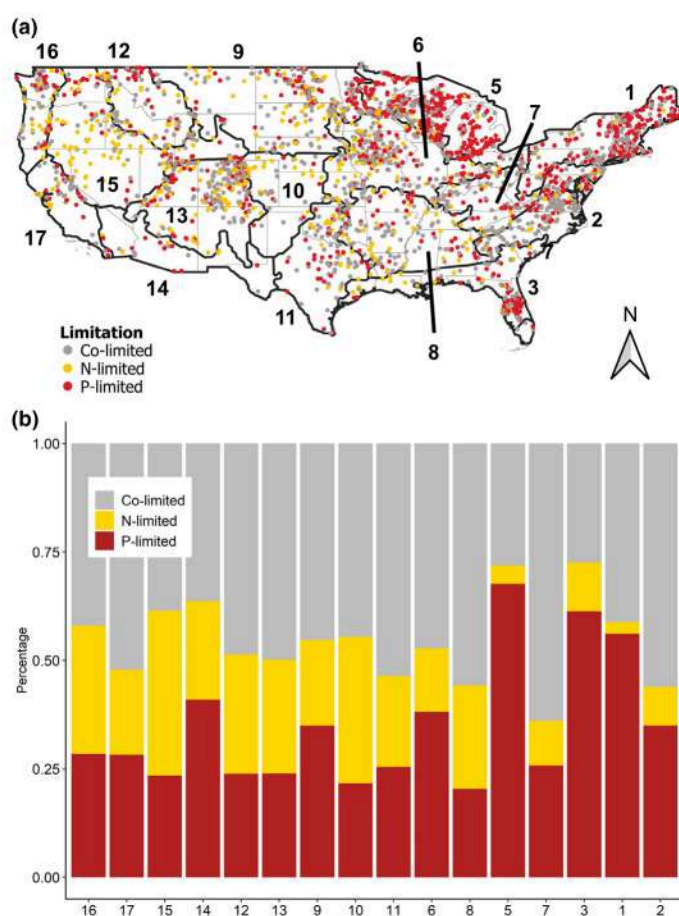 (a)
16 12 9 6 5 7 1
15 10
13
17 2
7
14 3
11
8
N
Limitation
Co-limited
N-limited
P-limited
(b)
1.00
Co-limited
N-limited
P-limited
0.75
Percentage
0.50
0.25
0.00
16 17 15 14 12 13 9 10 11 6 8 5 7 3 1 2